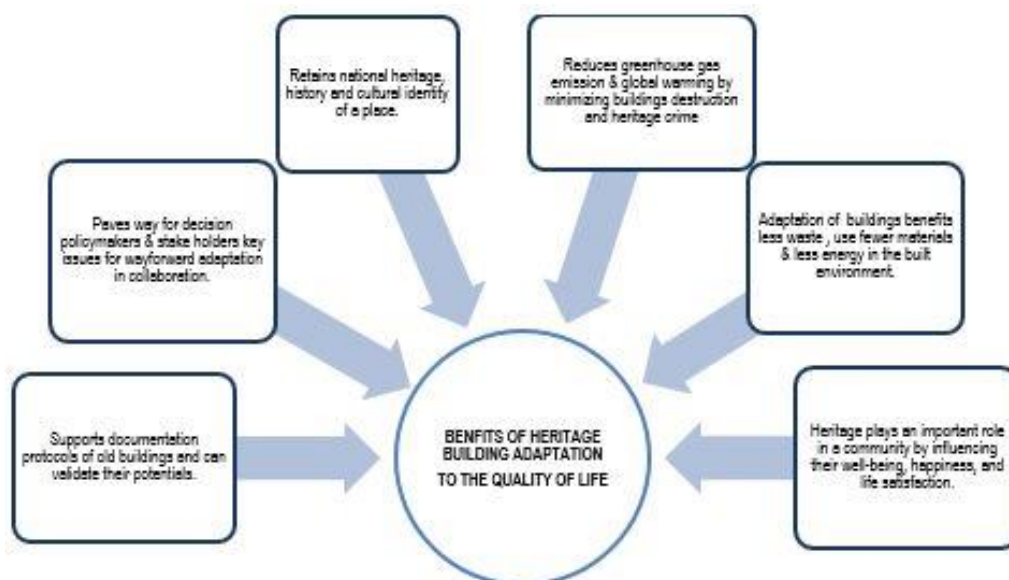 Retains national heritage,
history and cultural identify
of a place.
Reduces greenhouse gas
emission & global warming by
minimizing buildings destruction
and heritage crime
Paves way for decision
policymakers & stake holders key
issues for wayforward adaptation
in collaboration.
Adaptation of buildings benefits
less waste , use fewer materials
& less energy in the built
environment.
Supports documentation
protocols of old buildings and can
validate their potentials.
BENFITS OF HERITAGE
BUILDING ADAPTATION
TO THE QUALITY OF LIFE
Heritage plays an important role
in a community by influencing
their well-being, happiness, and
life satisfaction.